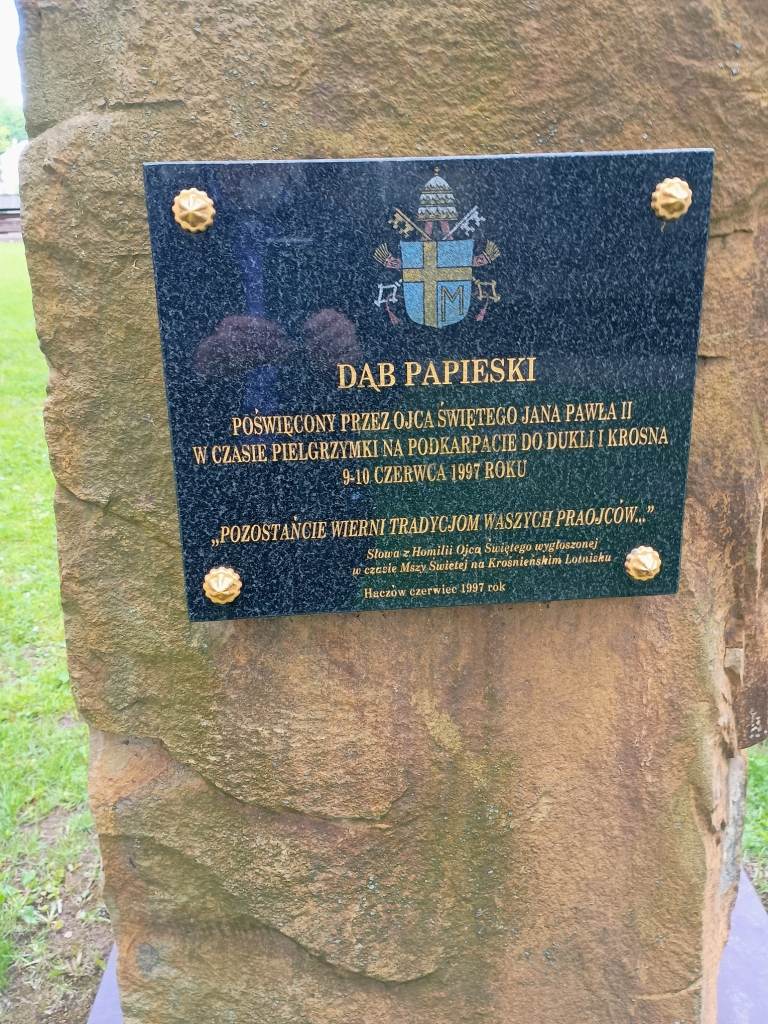 M
DĄB PAPIESKI
POŚWIĘCONY PRZEZ OJCA ŚWIĘTEGO JANA PAWŁA II
W CZASIE PIELGRZYMKI NA PODKARPACIE DO DUKLI I KROSNA
9-10 CZERWCA 1997 ROKU
„POZOSTAŃCIE WIERNI TRADYCJOM WASZYCH PRAOJCÓW..."
Słowa z Homilii Ojca Świętego wygłoszonej
w czasie Mszy Świętej na Krośnieńskim Lotnisku
Haczów czerwiec 1997 rok